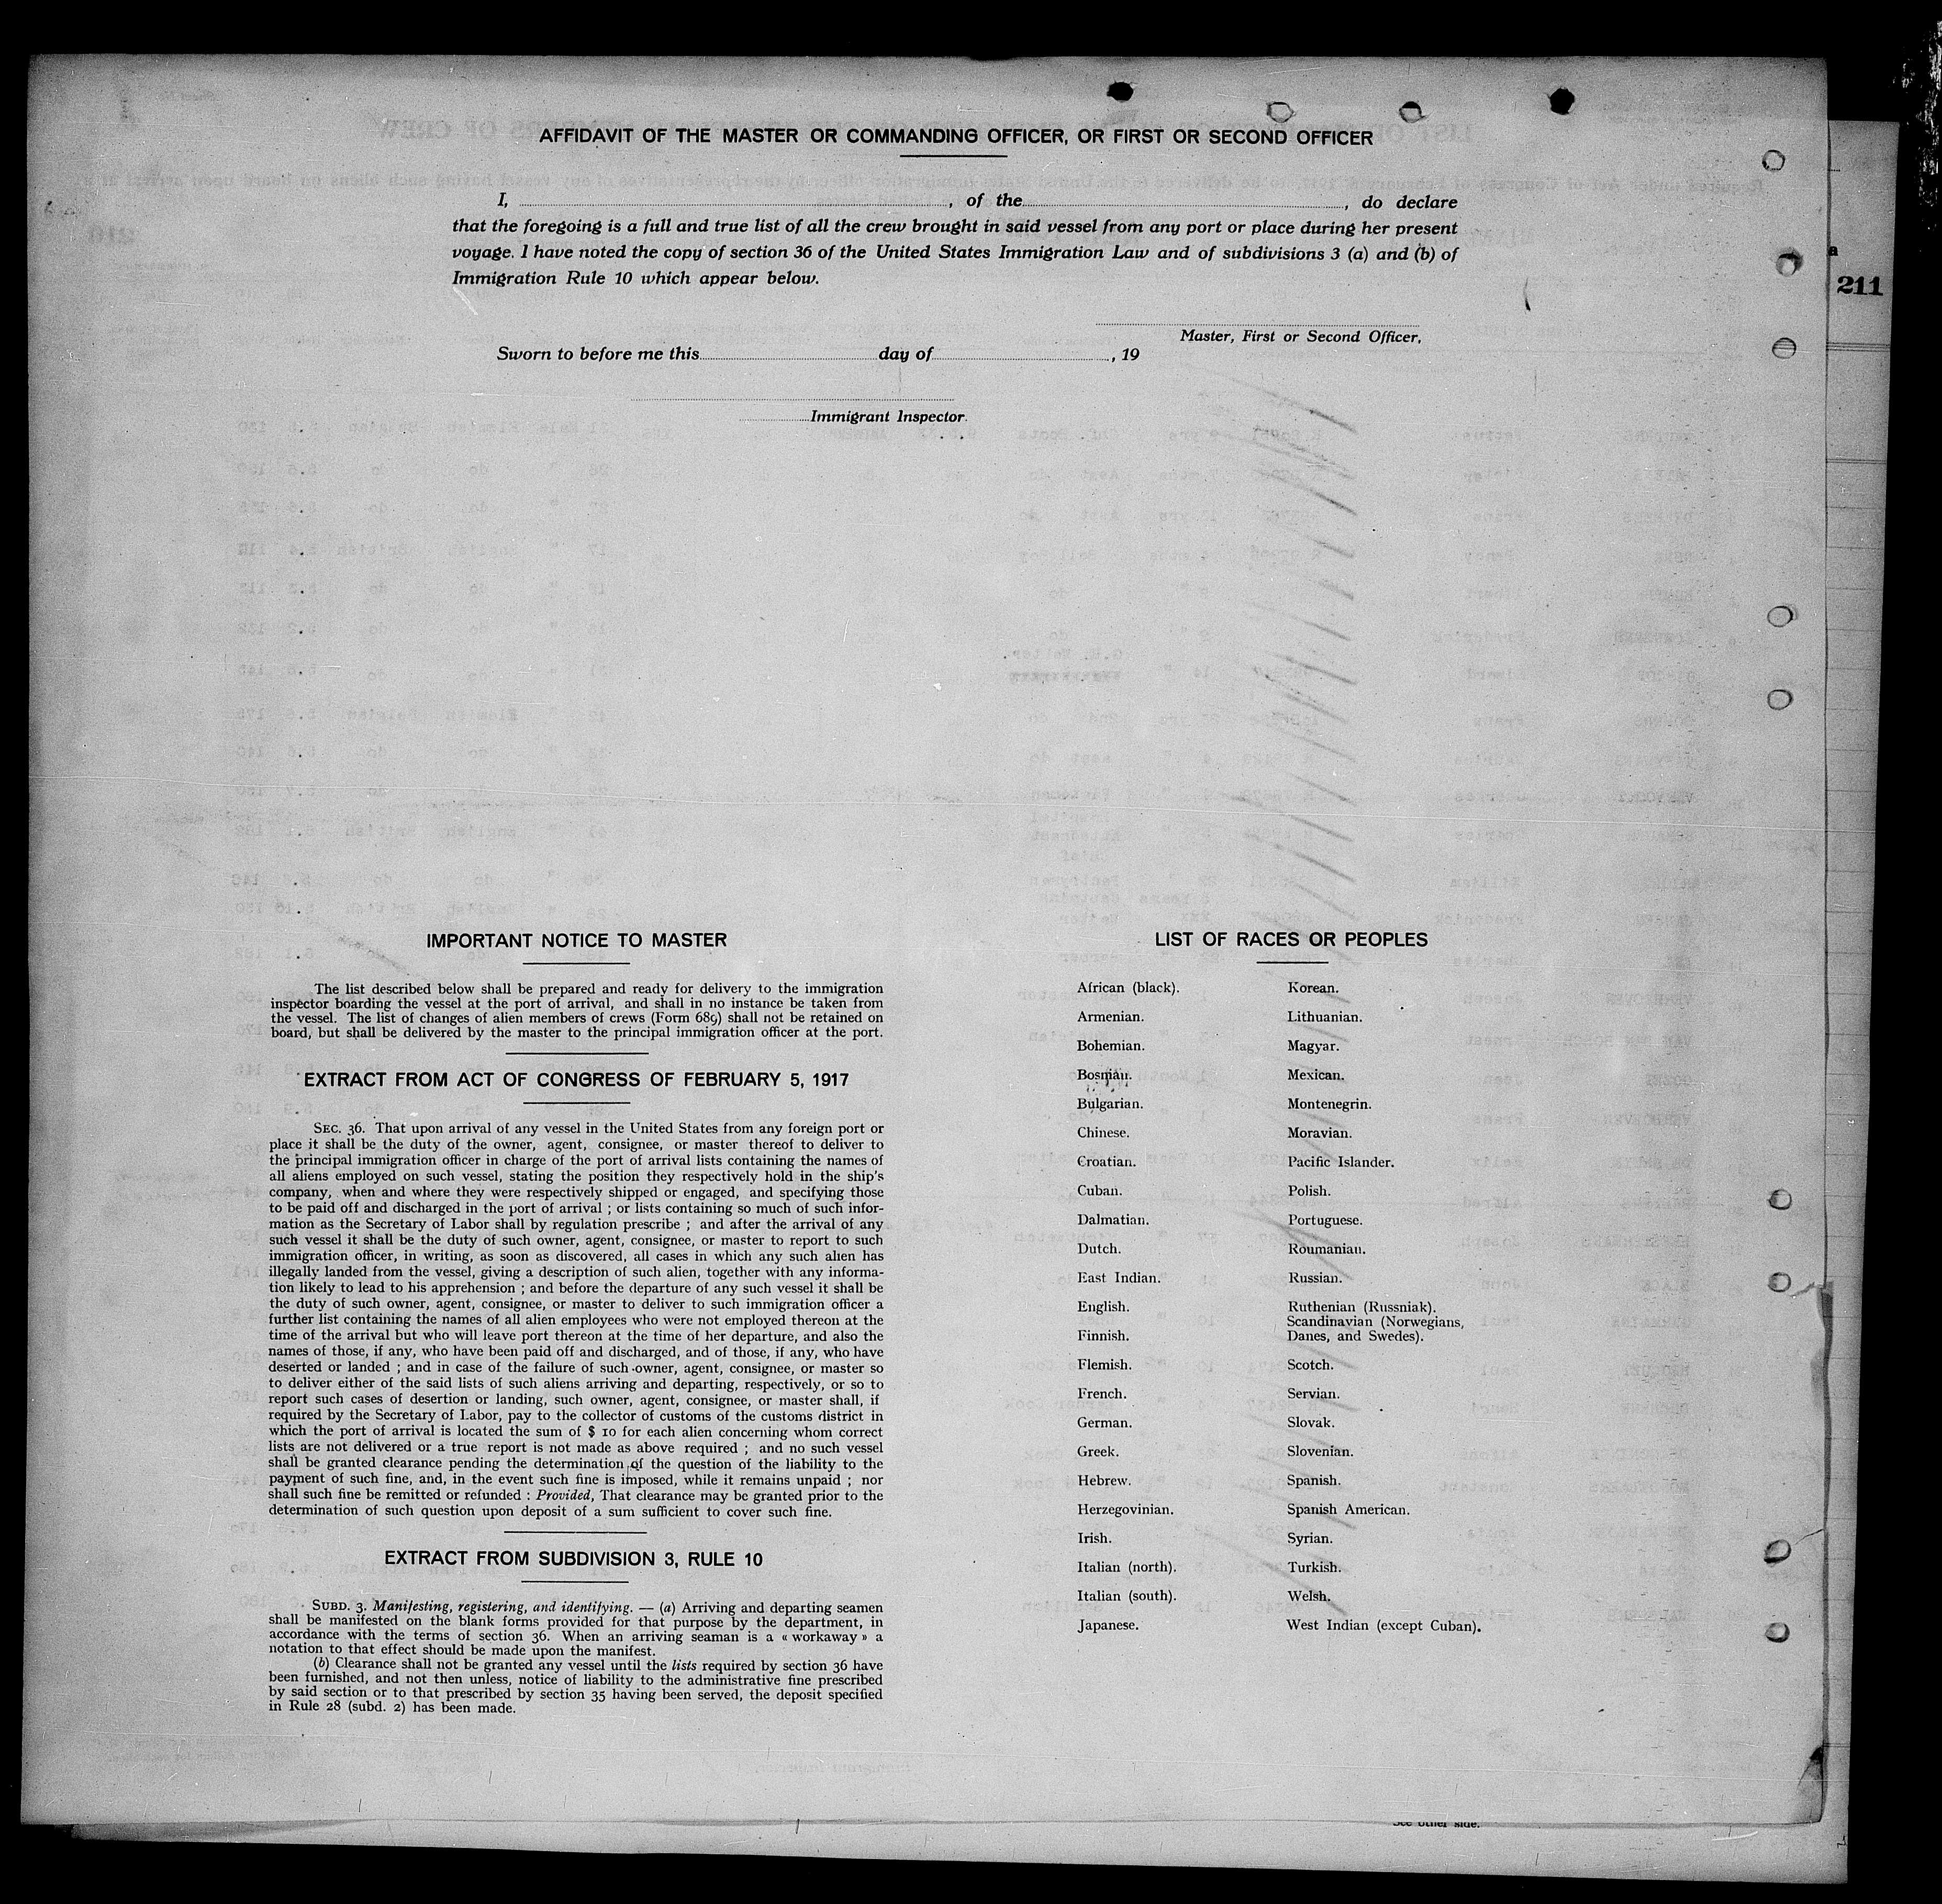 AFFIDAVIT OF THE MASTER OR COMMANDING OFFICER, OR FIRST OR SECOND OFFICER
I, , of the , do declare
that the foregoing is a full and true list of all the crew brought in said vessel from any port or place during her present
voyage. I have noted the copy of section 36 of the United States Immigration Law and of subdivisions 3 (a) and (b) of
Immigration Rule 10 which appear below.
Master, First or Second Officer,
Sworn to before me this day of , 19
Immigrant Inspector.
211
IMPORTANT NOTICE TO MASTER
The list described below shall be prepared and ready for delivery to the immigration
inspector boarding the vessel at the port of arrival, and shall in no instance be taken from
the vessel. The list of changes of alien members of crews (Form 689) shall not be retained on
board, but shall be delivered by the master to the principal immigration officer at the port.
EXTRACT FROM ACT OF CONGRESS OF FEBRUARY 5, 1917
SEC. 36. That upon arrival of any vessel in the United States from any foreign port or
place it shall be the duty of the owner, agent, consignee, or master thereof to deliver to
the principal immigration officer in charge of the port of arrival lists containing the names of
all aliens employed on such vessel, stating the position they respectively hold in the ship's
company, when and where they were respectively shipped or engaged, and specifying those
to be paid off and discharged in the port of arrival ; or lists containing so much of such infor-
mation as the Secretary of Labor shall by regulation prescribe ; and after the arrival of any
such vessel it shall be the duty of such owner, agent, consignee, or master to report to such
immigration officer, in writing, as soon as discovered, all cases in which any such alien has
illegally landed from the vessel, giving a description of such alien, together with any informa-
tion likely to lead to his apprehension ; and before the departure of any such vessel it shall be
the duty of such owner, agent, consignee, or master to deliver to such immigration officer a
further list containing the names of all alien employees who were not employed thereon at the
time of the arrival but who will leave port thereon at the time of her departure, and also the
names of those, if any, who have been paid off and discharged, and of those, if any, who have
deserted or landed ; and in case of the failure of such owner, agent, consignee, or master so
to deliver either of the said lists of such aliens arriving and departing, respectively, or so to
report such cases of desertion or landing, such owner, agent, consignee, or master shall, if
required by the Secretary of Labor, pay to the collector of customs of the customs district in
which the port of arrival is located the sum of $ 10 for each alien concerning whom correct
lists are not delivered or a true report is not made as above required ; and no such vessel
shall be granted clearance pending the determination of the question of the liability to the
payment of such fine, and, in the event such fine is imposed, while it remains unpaid ; nor
shall such fine be remitted or refunded : Provided, That clearance may be granted prior to the
determination of such question upon deposit of a sum sufficient to cover such fine.
EXTRACT FROM SUBDIVISION 3, RULE 10
SUBD. 3. Manifesting, registering, and identifying. — (a) Arriving and departing seamen
shall be manifested on the blank forms provided for that purpose by the department, in
accordance with the terms of section 36. When an arriving seaman is a « workaway » a
notation to that effect should be made upon the manifest.
(b) Clearance shall not be granted any vessel until the lists required by section 36 have
been furnished, and not then unless, notice of liability to the administrative fine prescribed
by said section or to that prescribed by section 35 having been served, the deposit specified
in Rule 28 (subd. 2) has been made.
LIST OF RACES OR PEOPLES
African (black).
Armenian.
Bohemian.
Bosnian.
Bulgarian.
Chinese.
Croatian.
Cuban.
Dalmatian.
Dutch.
East Indian.
English.
Finnish.
Flemish.
French.
German.
Greek.
Hebrew.
Herzegovinian.
Irish.
Italian (north).
Italian (south).
Japanese.
Korean.
Lithuanian.
Magyar.
Mexican.
Montenegrin.
Moravian.
Pacific Islander.
Polish.
Portuguese.
Roumanian.
Russian.
Ruthenian (Russniak).
Scandinavian (Norwegians,
Danes, and Swedes).
Scotch.
Servian.
Slovak.
Slovenian.
Spanish.
Spanish American.
Syrian.
Turkish.
Welsh.
West Indian (except Cuban).
See other side.